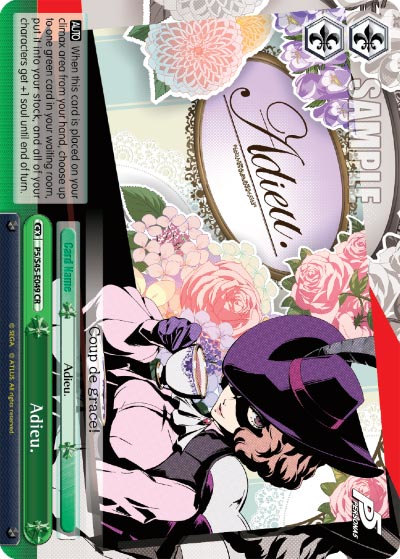 Adieu.
SAMPLE
Coup de grace!
P5
PERSONA5
【AUTO】 When this card is placed on your
climax area from your hand, choose up
to one green card in your waiting room,
put it into your stock, and all of your
characters get +1 soul until end of turn.
Card Name
Adieu.
CX
P5/S45-E049 CR
Adieu.
© SEGA. © ATLUS. All rights reserved.